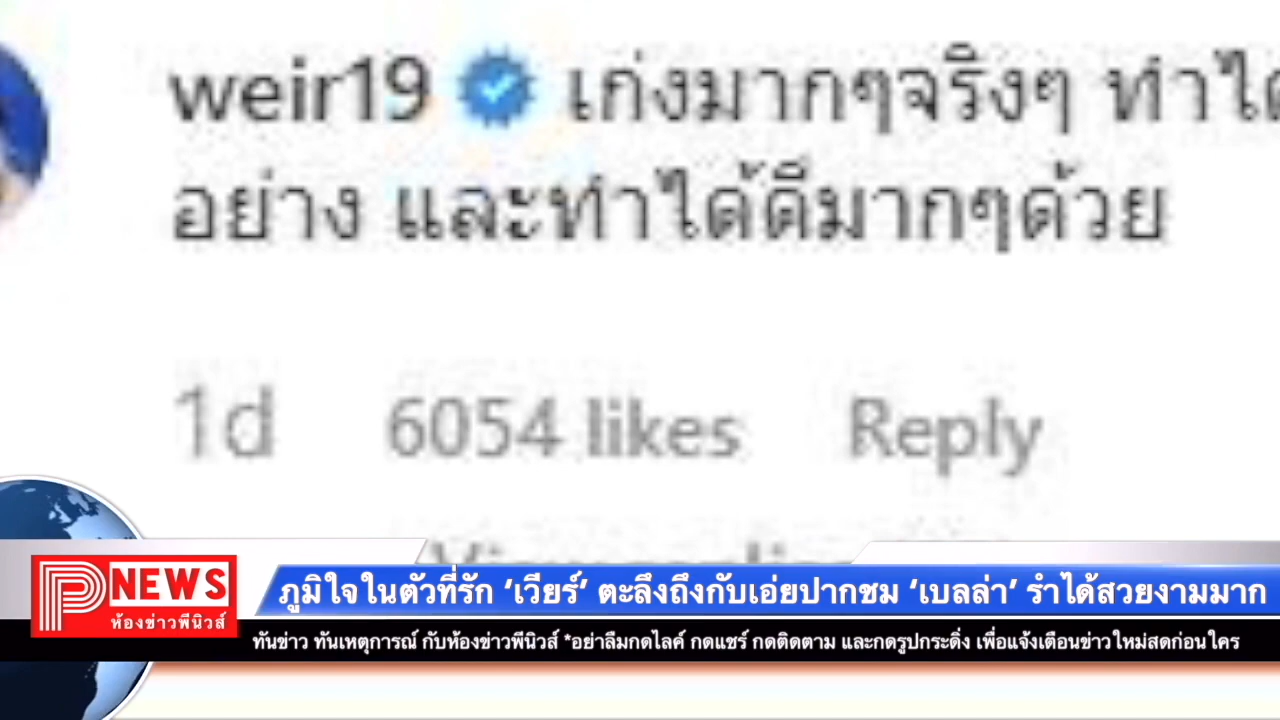 weir19 เก่งมากๆจริงๆ ทำได้
อย่าง และทำได้ดีมากๆด้วย
1d 6054 likes Reply
ภูมิใจในตัวที่รัก ‘เวียร์’ ตะลึงถึงกับเอ่ยปากชม ‘เบลล่า’ รำได้สวยงามมาก
P NEWS
ห้องข่าวพีนิวส์
ทันข่าว ทันเหตุการณ์ กับห้องข่าวพีนิวส์ *อย่าลืมกดไลค์ กดแชร์ กดติดตาม และกดรูปกระดิ่ง เพื่อแจ้งเตือนข่าวใหม่สดก่อนใคร